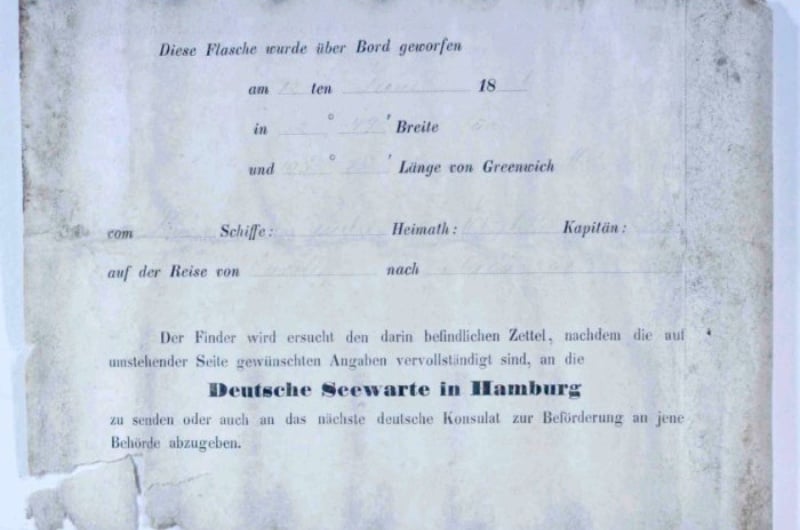 Diese Flasche wurde über Bord geworfen
am ten 18
in ° ' Breite
und ° ' Länge von Greenwich
vom Schiffe: Heimath: Kapitän:
auf der Reise von nach
Der Finder wird ersucht den darin befindlichen Zettel, nachdem die auf
umstehender Seite gewünschten Angaben vervollständigt sind, an die
Deutsche Seewarte in Hamburg
zu senden oder auch an das nächste deutsche Konsulat zur Beförderung an jene
Behörde abzugeben.